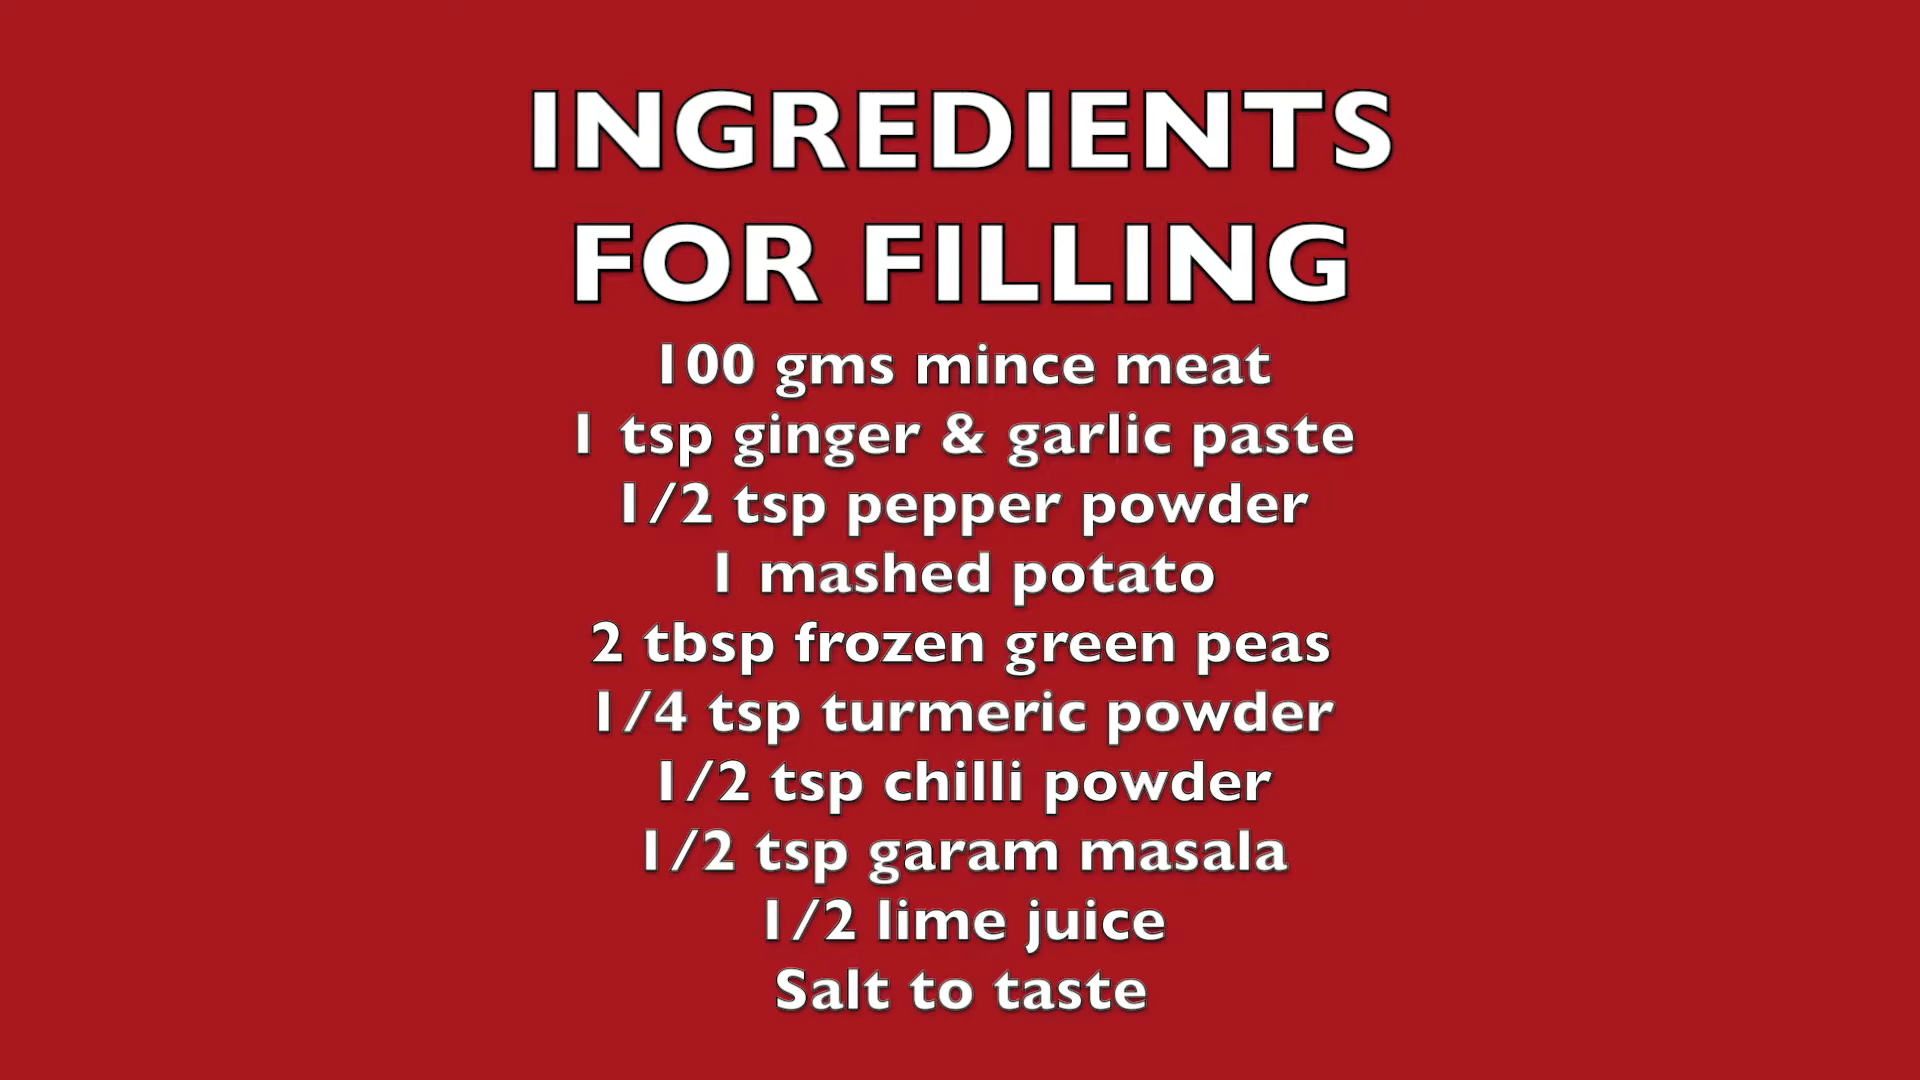 INGREDIENTS
FOR FILLING
100 gms mince meat
1 tsp ginger & garlic paste
1/2 tsp pepper powder
1 mashed potato
2 tbsp frozen green peas
1/4 tsp turmeric powder
1/2 tsp chilli powder
1/2 tsp garam masala
1/2 lime juice
Salt to taste